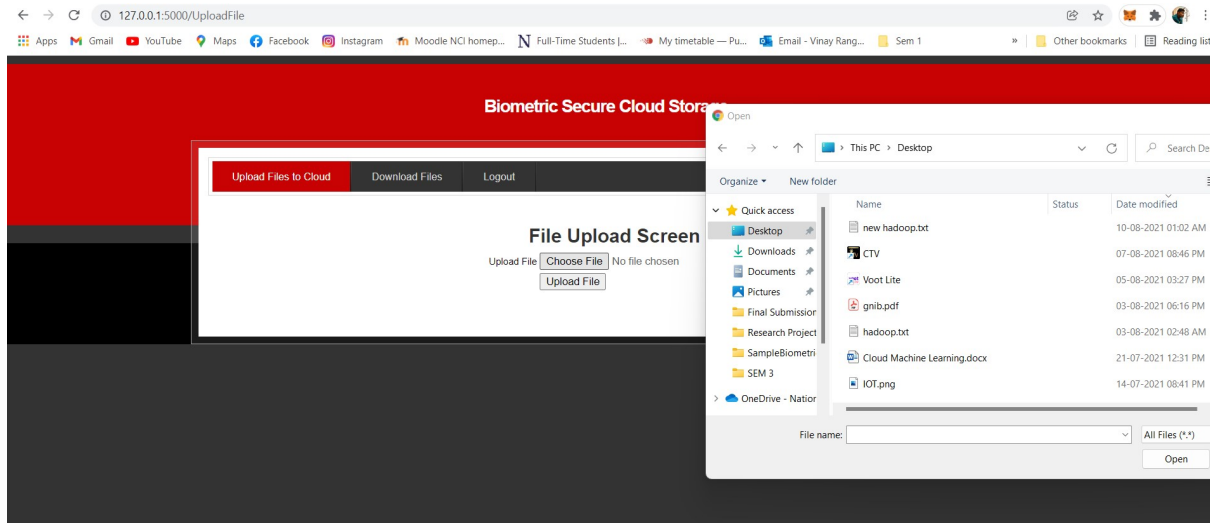 127.0.0.1:5000/UploadFile
Apps Gmail YouTube Maps Facebook Instagram Moodle NCI homep... Full-Time Students |... My timetable — Pu... Email - Vinay Rang... Sem 1 » Other bookmarks Reading list
Biometric Secure Cloud
Upload Files to Cloud Download Files Logout
File Upload Screen
Upload File Choose File No file chosen
Upload File
Open
This PC › Desktop Search De
Organize New folder
Name Status Date modified
Quick access
Desktop
Downloads
Documents
Pictures
Final Submission
Research Project
SampleBiometri
SEM 3
OneDrive - Nation
new hadoop.txt 10-08-2021 01:02 AM
CTV 07-08-2021 08:46 PM
Voot Lite 05-08-2021 03:27 PM
gnib.pdf 03-08-2021 06:16 PM
hadoop.txt 03-08-2021 02:48 AM
Cloud Machine Learning.docx 21-07-2021 12:31 PM
IOT.png 14-07-2021 08:41 PM
File name: All Files (*.*)
Open